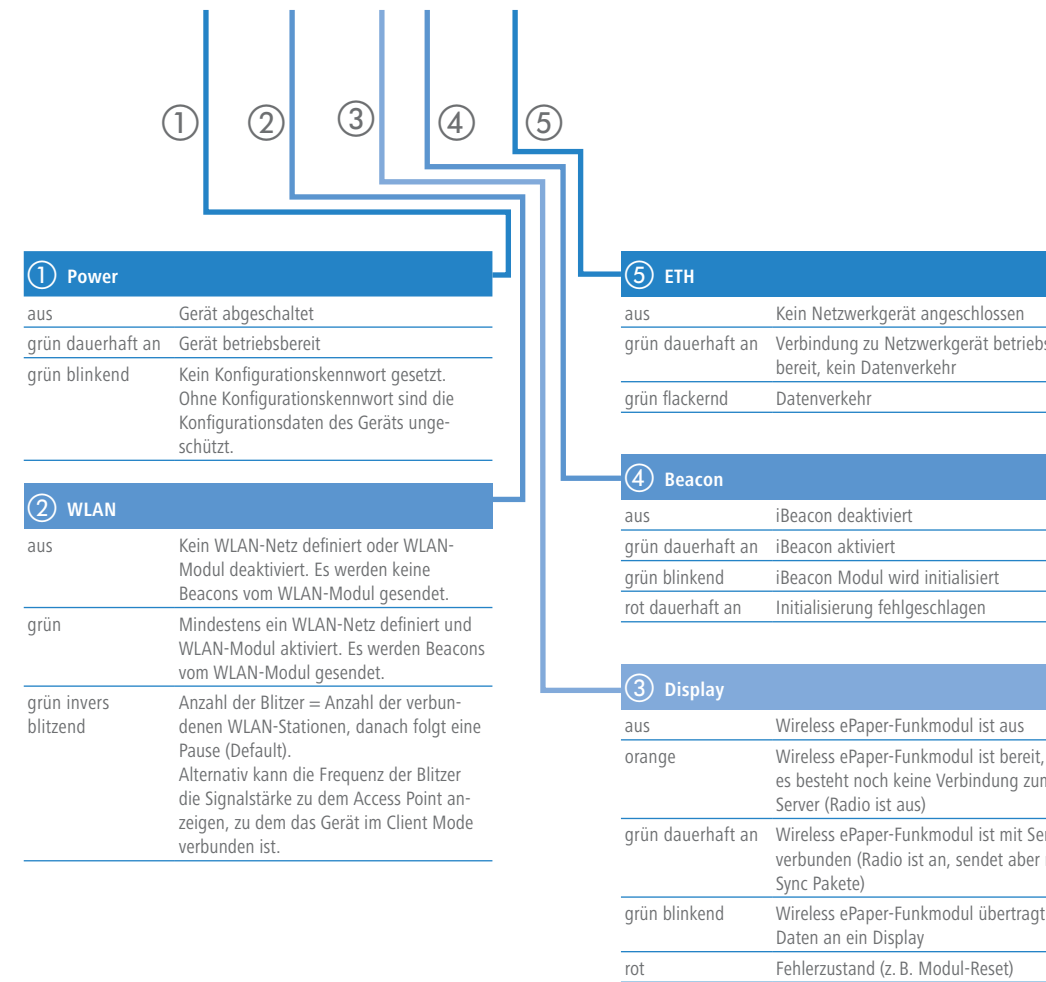 ① ② ③ ④ ⑤
① Power
aus Gerät abgeschaltet
grün dauerhaft an Gerät betriebsbereit
grün blinkend Kein Konfigurationskennwort gesetzt.
Ohne Konfigurationskennwort sind die
Konfigurationsdaten des Geräts unge-
schützt.
② WLAN
aus Kein WLAN-Netz definiert oder WLAN-
Modul deaktiviert. Es werden keine
Beacons vom WLAN-Modul gesendet.
grün Mindestens ein WLAN-Netz definiert und
WLAN-Modul aktiviert. Es werden Beacons
vom WLAN-Modul gesendet.
grün invers Anzahl der Blitzer = Anzahl der verbun-
blitzend denen WLAN-Stationen, danach folgt eine
Pause (Default).
Alternativ kann die Frequenz der Blitzer
die Signalstärke zu dem Access Point an-
zeigen, zu dem das Gerät im Client Mode
verbunden ist.
⑤ ETH
aus Kein Netzwerkgerät angeschlossen
grün dauerhaft an Verbindung zu Netzwerkgerät betriebs
bereit, kein Datenverkehr
grün flackernd Datenverkehr
④ Beacon
aus iBeacon deaktiviert
grün dauerhaft an iBeacon aktiviert
grün blinkend iBeacon Modul wird initialisiert
rot dauerhaft an Initialisierung fehlgeschlagen
③ Display
aus Wireless ePaper-Funkmodul ist aus
orange Wireless ePaper-Funkmodul ist bereit,
es besteht noch keine Verbindung zum
Server (Radio ist aus)
grün dauerhaft an Wireless ePaper-Funkmodul ist mit
verbunden (Radio ist an, sendet aber
Sync Pakete)
grün blinkend Wireless ePaper-Funkmodul übertragt
Daten an ein Display
rot Fehlerzustand (z. B. Modul-Reset)